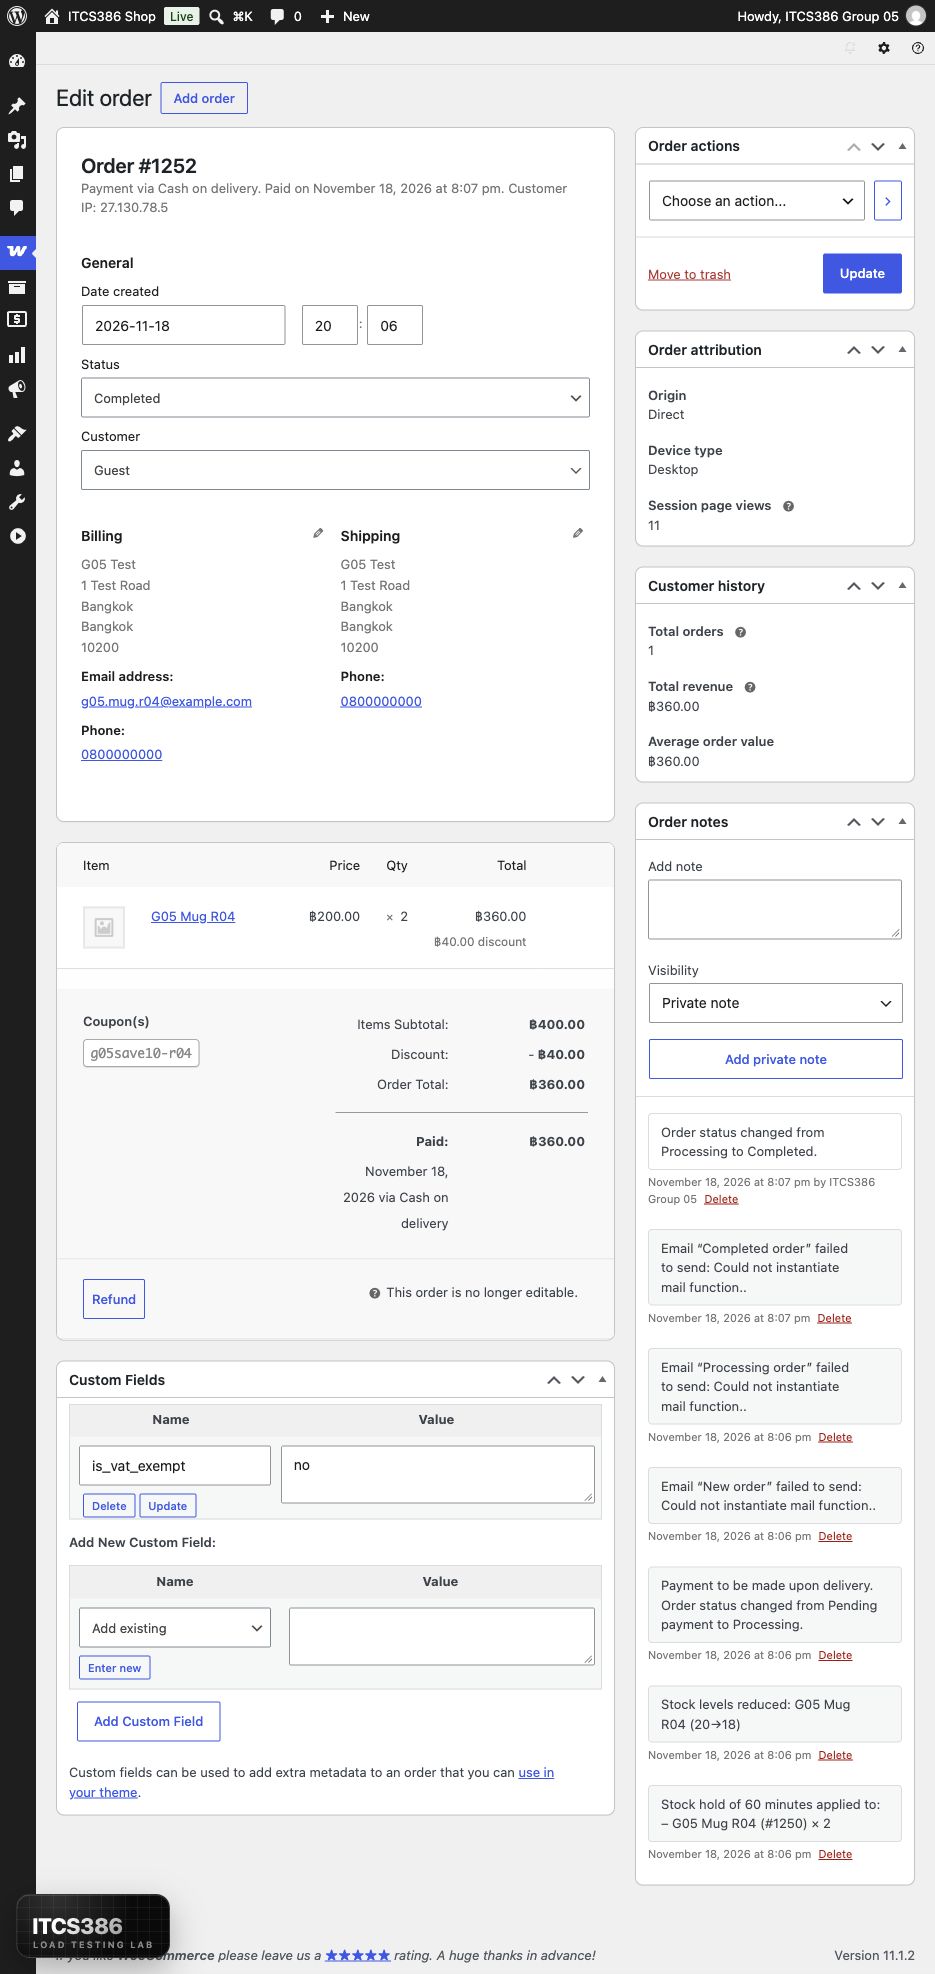 ITCS386 Shop Live ⌘K 0 New Howdy, ITCS386 Group 05
Edit order Add order
Order #1252
Payment via Cash on delivery. Paid on November 18, 2026 at 8:07 pm. Customer
IP: 27.130.78.5
General
Date created
2026-11-18 20 : 06
Status
Completed
Customer
Guest
Billing
G05 Test
1 Test Road
Bangkok
Bangkok
10200
Email address:
g05.mug.r04@example.com
Phone:
0800000000
Shipping
G05 Test
1 Test Road
Bangkok
Bangkok
10200
Phone:
0800000000
Item Price Qty Total
G05 Mug R04 ฿200.00 × 2 ฿360.00
฿40.00 discount
Coupon(s)
g05save10-r04
Items Subtotal: ฿400.00
Discount: - ฿40.00
Order Total: ฿360.00
Paid: ฿360.00
November 18,
2026 via Cash on
delivery
Refund
This order is no longer editable.
Custom Fields
Name Value
is_vat_exempt no
Delete Update
Add New Custom Field:
Name Value
Add existing
Enter new
Add Custom Field
Custom fields can be used to add extra metadata to an order that you can use in
your theme.
Order actions
Choose an action...
Move to trash Update
Order attribution
Origin
Direct
Device type
Desktop
Session page views
11
Customer history
Total orders
1
Total revenue
฿360.00
Average order value
฿360.00
Order notes
Add note
Visibility
Private note
Add private note
Order status changed from
Processing to Completed.
November 18, 2026 at 8:07 pm by ITCS386
Group 05 Delete
Email “Completed order” failed
to send: Could not instantiate
mail function..
November 18, 2026 at 8:07 pm Delete
Email “Processing order” failed
to send: Could not instantiate
mail function..
November 18, 2026 at 8:06 pm Delete
Email “New order” failed to send:
Could not instantiate mail function..
November 18, 2026 at 8:06 pm Delete
Payment to be made upon delivery.
Order status changed from Pending
payment to Processing.
November 18, 2026 at 8:06 pm Delete
Stock levels reduced: G05 Mug
R04 (20→18)
November 18, 2026 at 8:06 pm Delete
Stock hold of 60 minutes applied to:
– G05 Mug R04 (#1250) × 2
November 18, 2026 at 8:06 pm Delete
ITCS386
LOAD TESTING LAB
please leave us a ★★★★★ rating. A huge thanks in advance!
Version 11.1.2